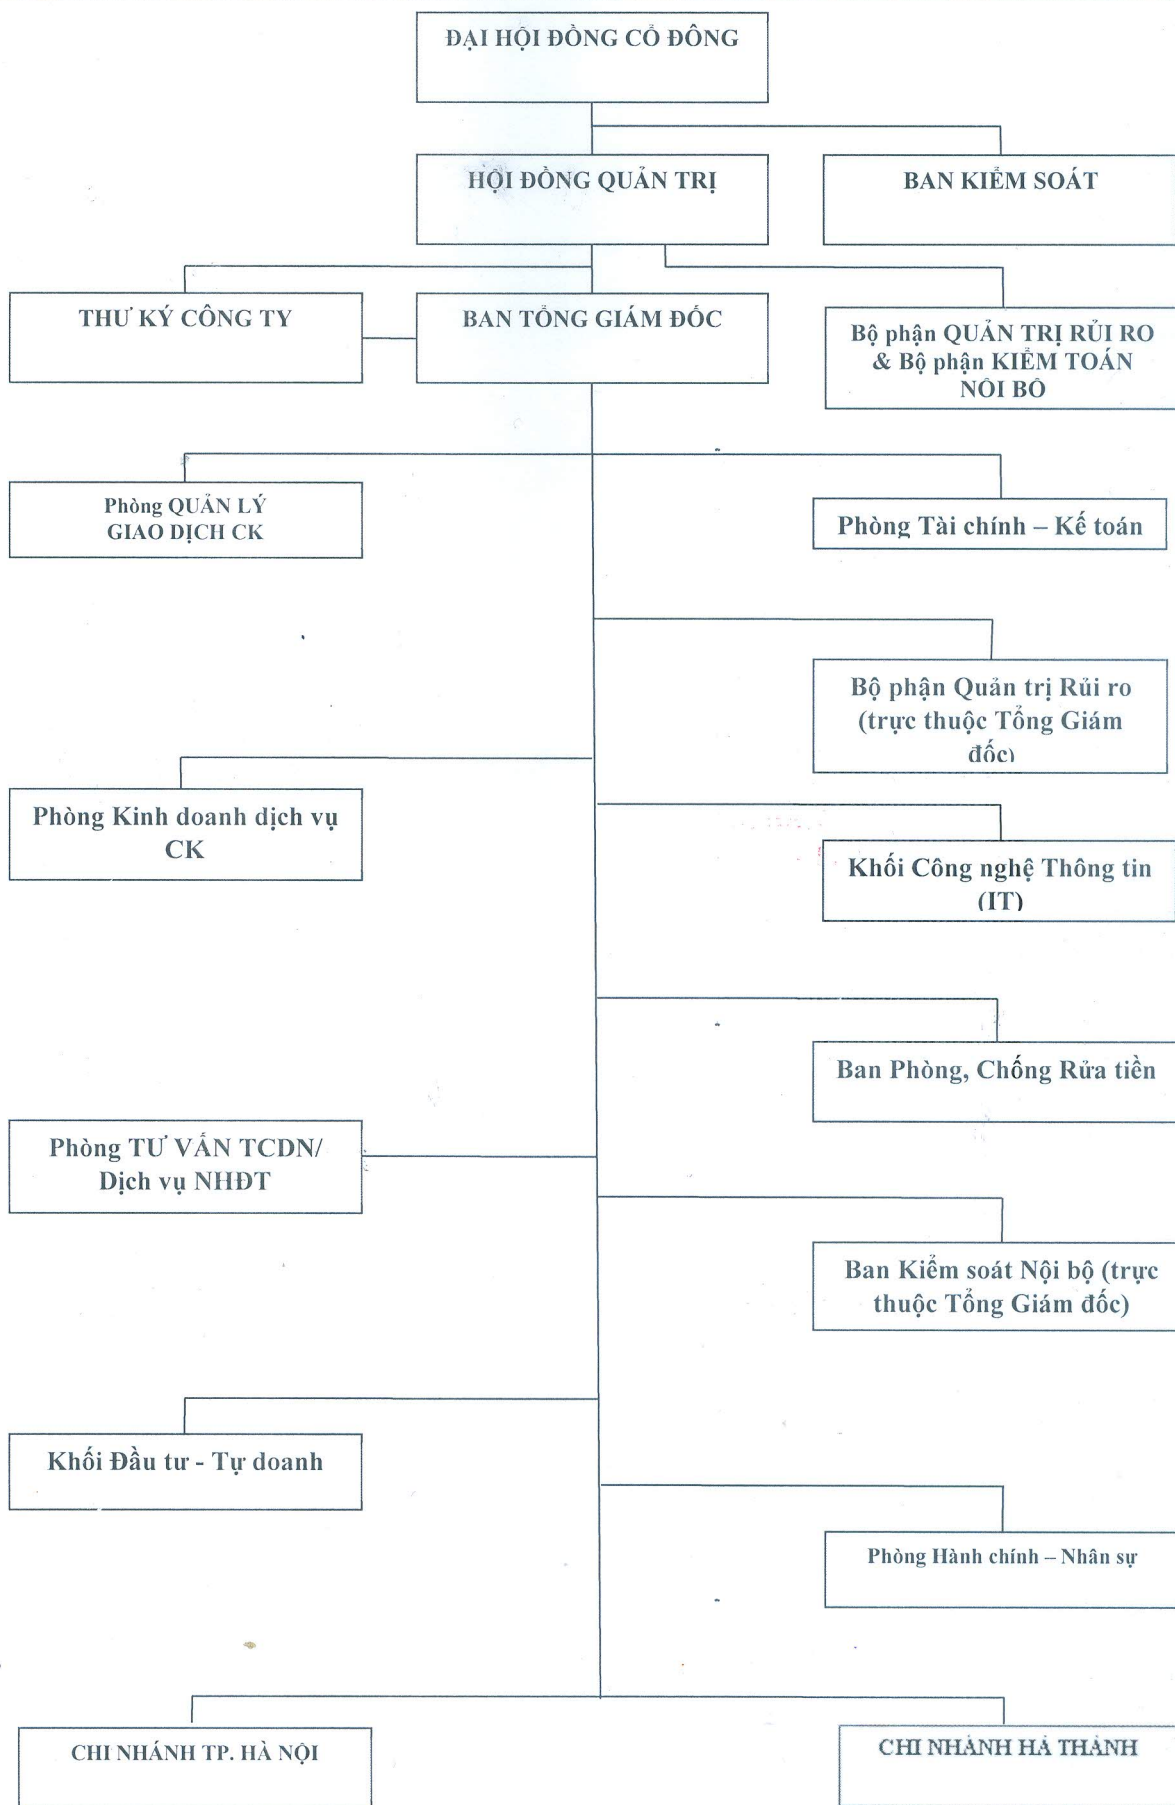 ĐẠI HỘI ĐỒNG CỔ ĐÔNG
HỘI ĐỒNG QUẢN TRỊ
BAN KIỂM SOÁT
THƯ KÝ CÔNG TY
BAN TỔNG GIÁM ĐỐC
Bộ phận QUẢN TRỊ RỦI RO
& Bộ phận KIỂM TOÁN
NỘI BỘ
Phòng QUẢN LÝ
GIAO DỊCH CK
Phòng Tài chính – Kế toán
Bộ phận Quản trị Rủi ro
(trực thuộc Tổng Giám
đốc)
Phòng Kinh doanh dịch vụ
CK
Khối Công nghệ Thông tin
(IT)
Ban Phòng, Chống Rửa tiền
Phòng TƯ VẤN TCDN/
Dịch vụ NHĐT
Ban Kiểm soát Nội bộ (trực
thuộc Tổng Giám đốc)
Khối Đầu tư - Tự doanh
Phòng Hành chính – Nhân sự
CHI NHÁNH TP. HÀ NỘI
CHI NHÁNH HÀ THÀNH